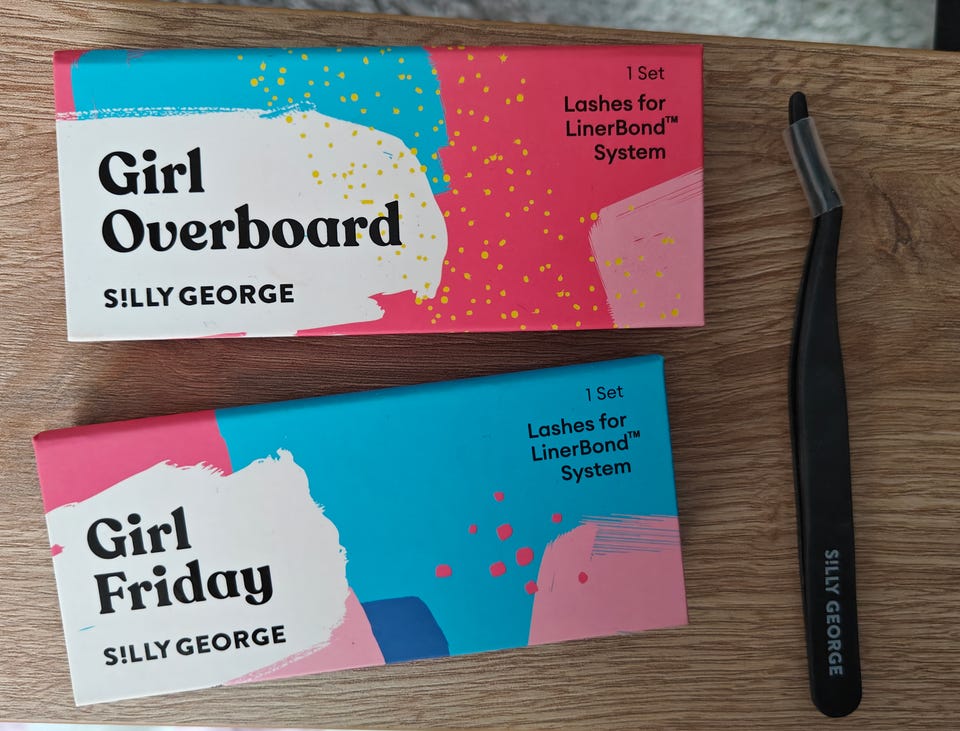 1 Set
Lashes for
LinerBond™
System
Girl
Overboard
S!LLY GEORGE
1 Set
Lashes for
LinerBond™
System
Girl
Friday
S!LLY GEORGE
S!LLY GEORGE